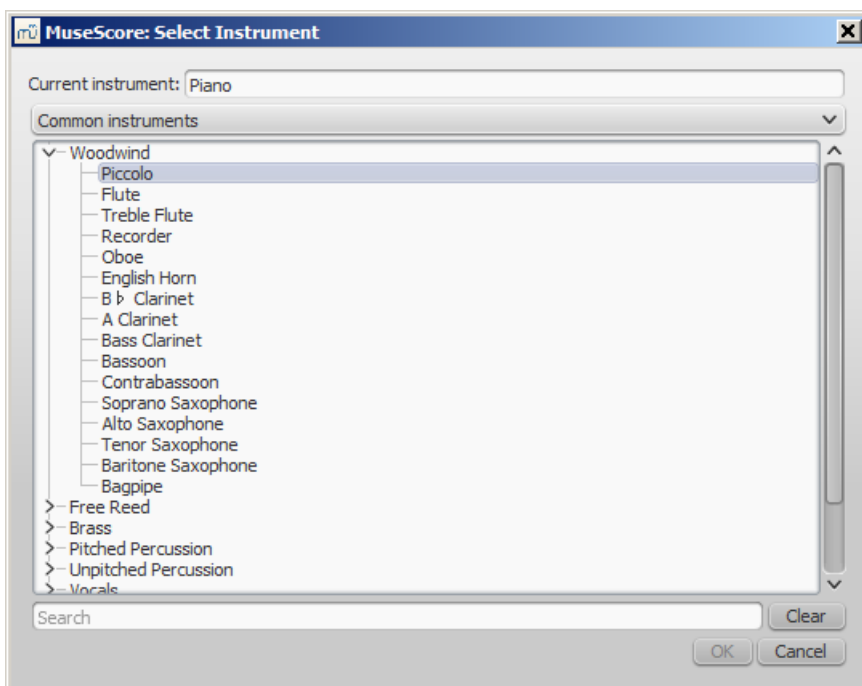 MuseScore: Select Instrument
Current instrument: Piano
Common instruments
Woodwind
Piccolo
Flute
Treble Flute
Recorder
Oboe
English Horn
B♭ Clarinet
A Clarinet
Bass Clarinet
Bassoon
Contrabassoon
Soprano Saxophone
Alto Saxophone
Tenor Saxophone
Baritone Saxophone
Bagpipe
Free Reed
Brass
Pitched Percussion
Unpitched Percussion
Vocals
Search Clear
OK Cancel